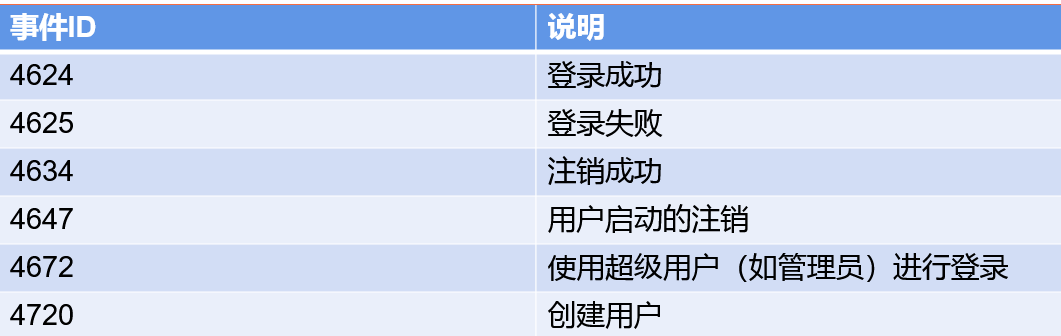 事件ID 说明
4624 登录成功
4625 登录失败
4634 注销成功
4647 用户启动的注销
4672 使用超级用户（如管理员）进行登录
4720 创建用户